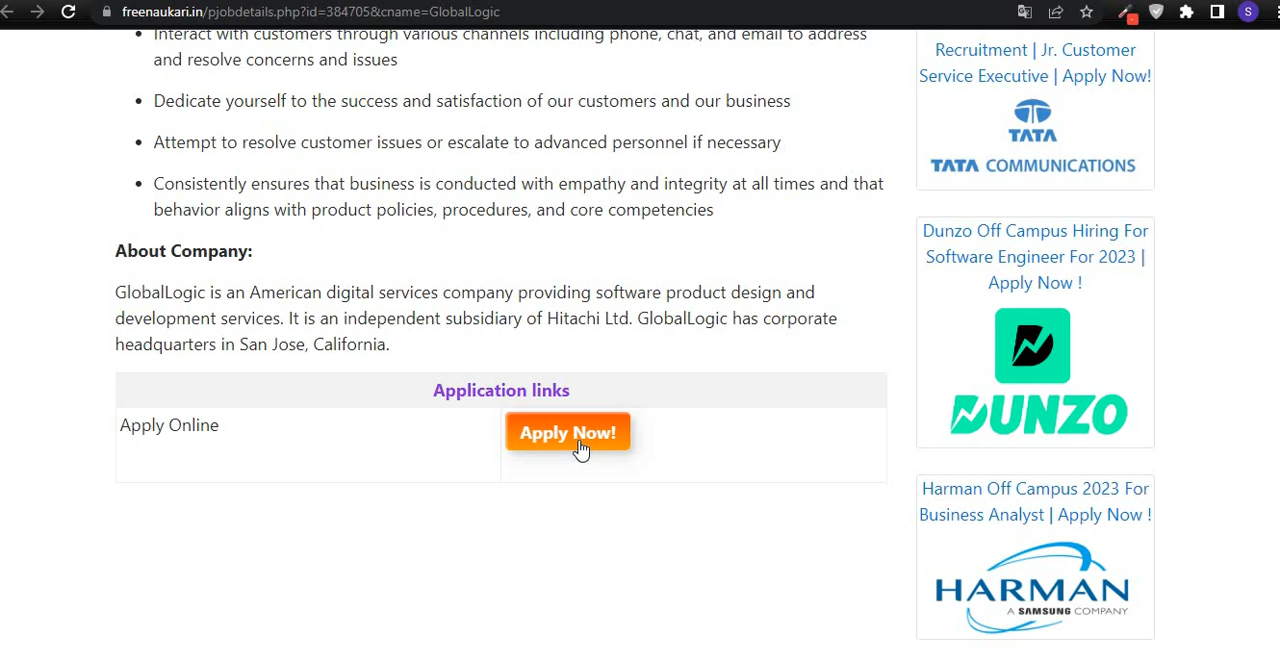 freenaukari.in/pjobdetails.php?id=384705&cname=GlobalLogic
S
Interact with customers through various channels including phone, chat, and email to address
and resolve concerns and issues
Dedicate yourself to the success and satisfaction of our customers and our business
Attempt to resolve customer issues or escalate to advanced personnel if necessary
Consistently ensures that business is conducted with empathy and integrity at all times and that
behavior aligns with product policies, procedures, and core competencies
About Company:
GlobalLogic is an American digital services company providing software product design and
development services. It is an independent subsidiary of Hitachi Ltd. GlobalLogic has corporate
headquarters in San Jose, California.
Application links
Apply Online
Apply Now!
Recruitment | Jr. Customer
Service Executive | Apply Now!
TATA
TATA COMMUNICATIONS
Dunzo Off Campus Hiring For
Software Engineer For 2023 |
Apply Now !
DUNZO
Harman Off Campus 2023 For
Business Analyst | Apply Now !
HARMAN
A SAMSUNG COMPANY